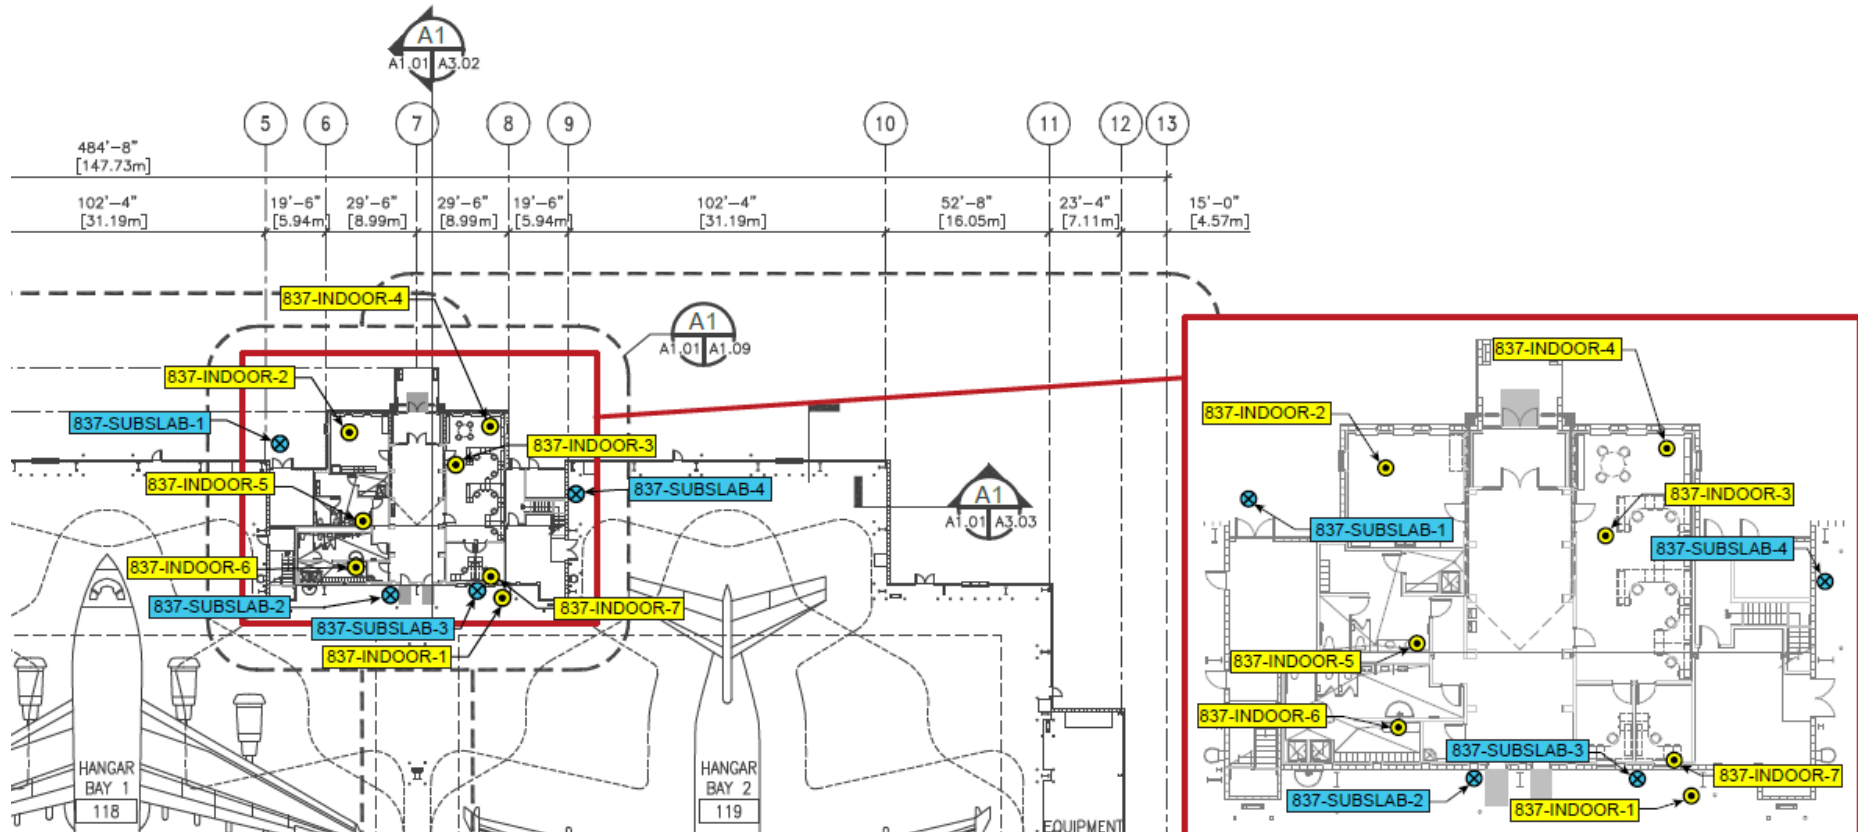 A1
A1.01 A3.02
5 6 7 8 9 10 11 12 13
484'-8"
[147.73m]
102'-4" 19'-6" 29'-6" 29'-6" 19'-6" 102'-4" 52'-8" 23'-4" 15'-0"
[31.19m] [5.94m] [8.99m] [8.99m] [5.94m] [31.19m] [16.05m] [7.11m] [4.57m]
837-INDOOR-4
A1
A1.01 A1.09
837-INDOOR-2
837-SUBSLAB-1
837-INDOOR-3
837-INDOOR-5
837-SUBSLAB-4
A1
A1.01 A3.03
837-INDOOR-6
837-SUBSLAB-2
837-INDOOR-7
837-SUBSLAB-3
837-INDOOR-1
HANGAR
BAY 1
118
HANGAR
BAY 2
119
EQUIPMENT
837-INDOOR-4
837-INDOOR-2
837-INDOOR-3
837-SUBSLAB-1
837-SUBSLAB-4
837-INDOOR-5
837-INDOOR-6
837-SUBSLAB-3
837-INDOOR-7
837-SUBSLAB-2
837-INDOOR-1